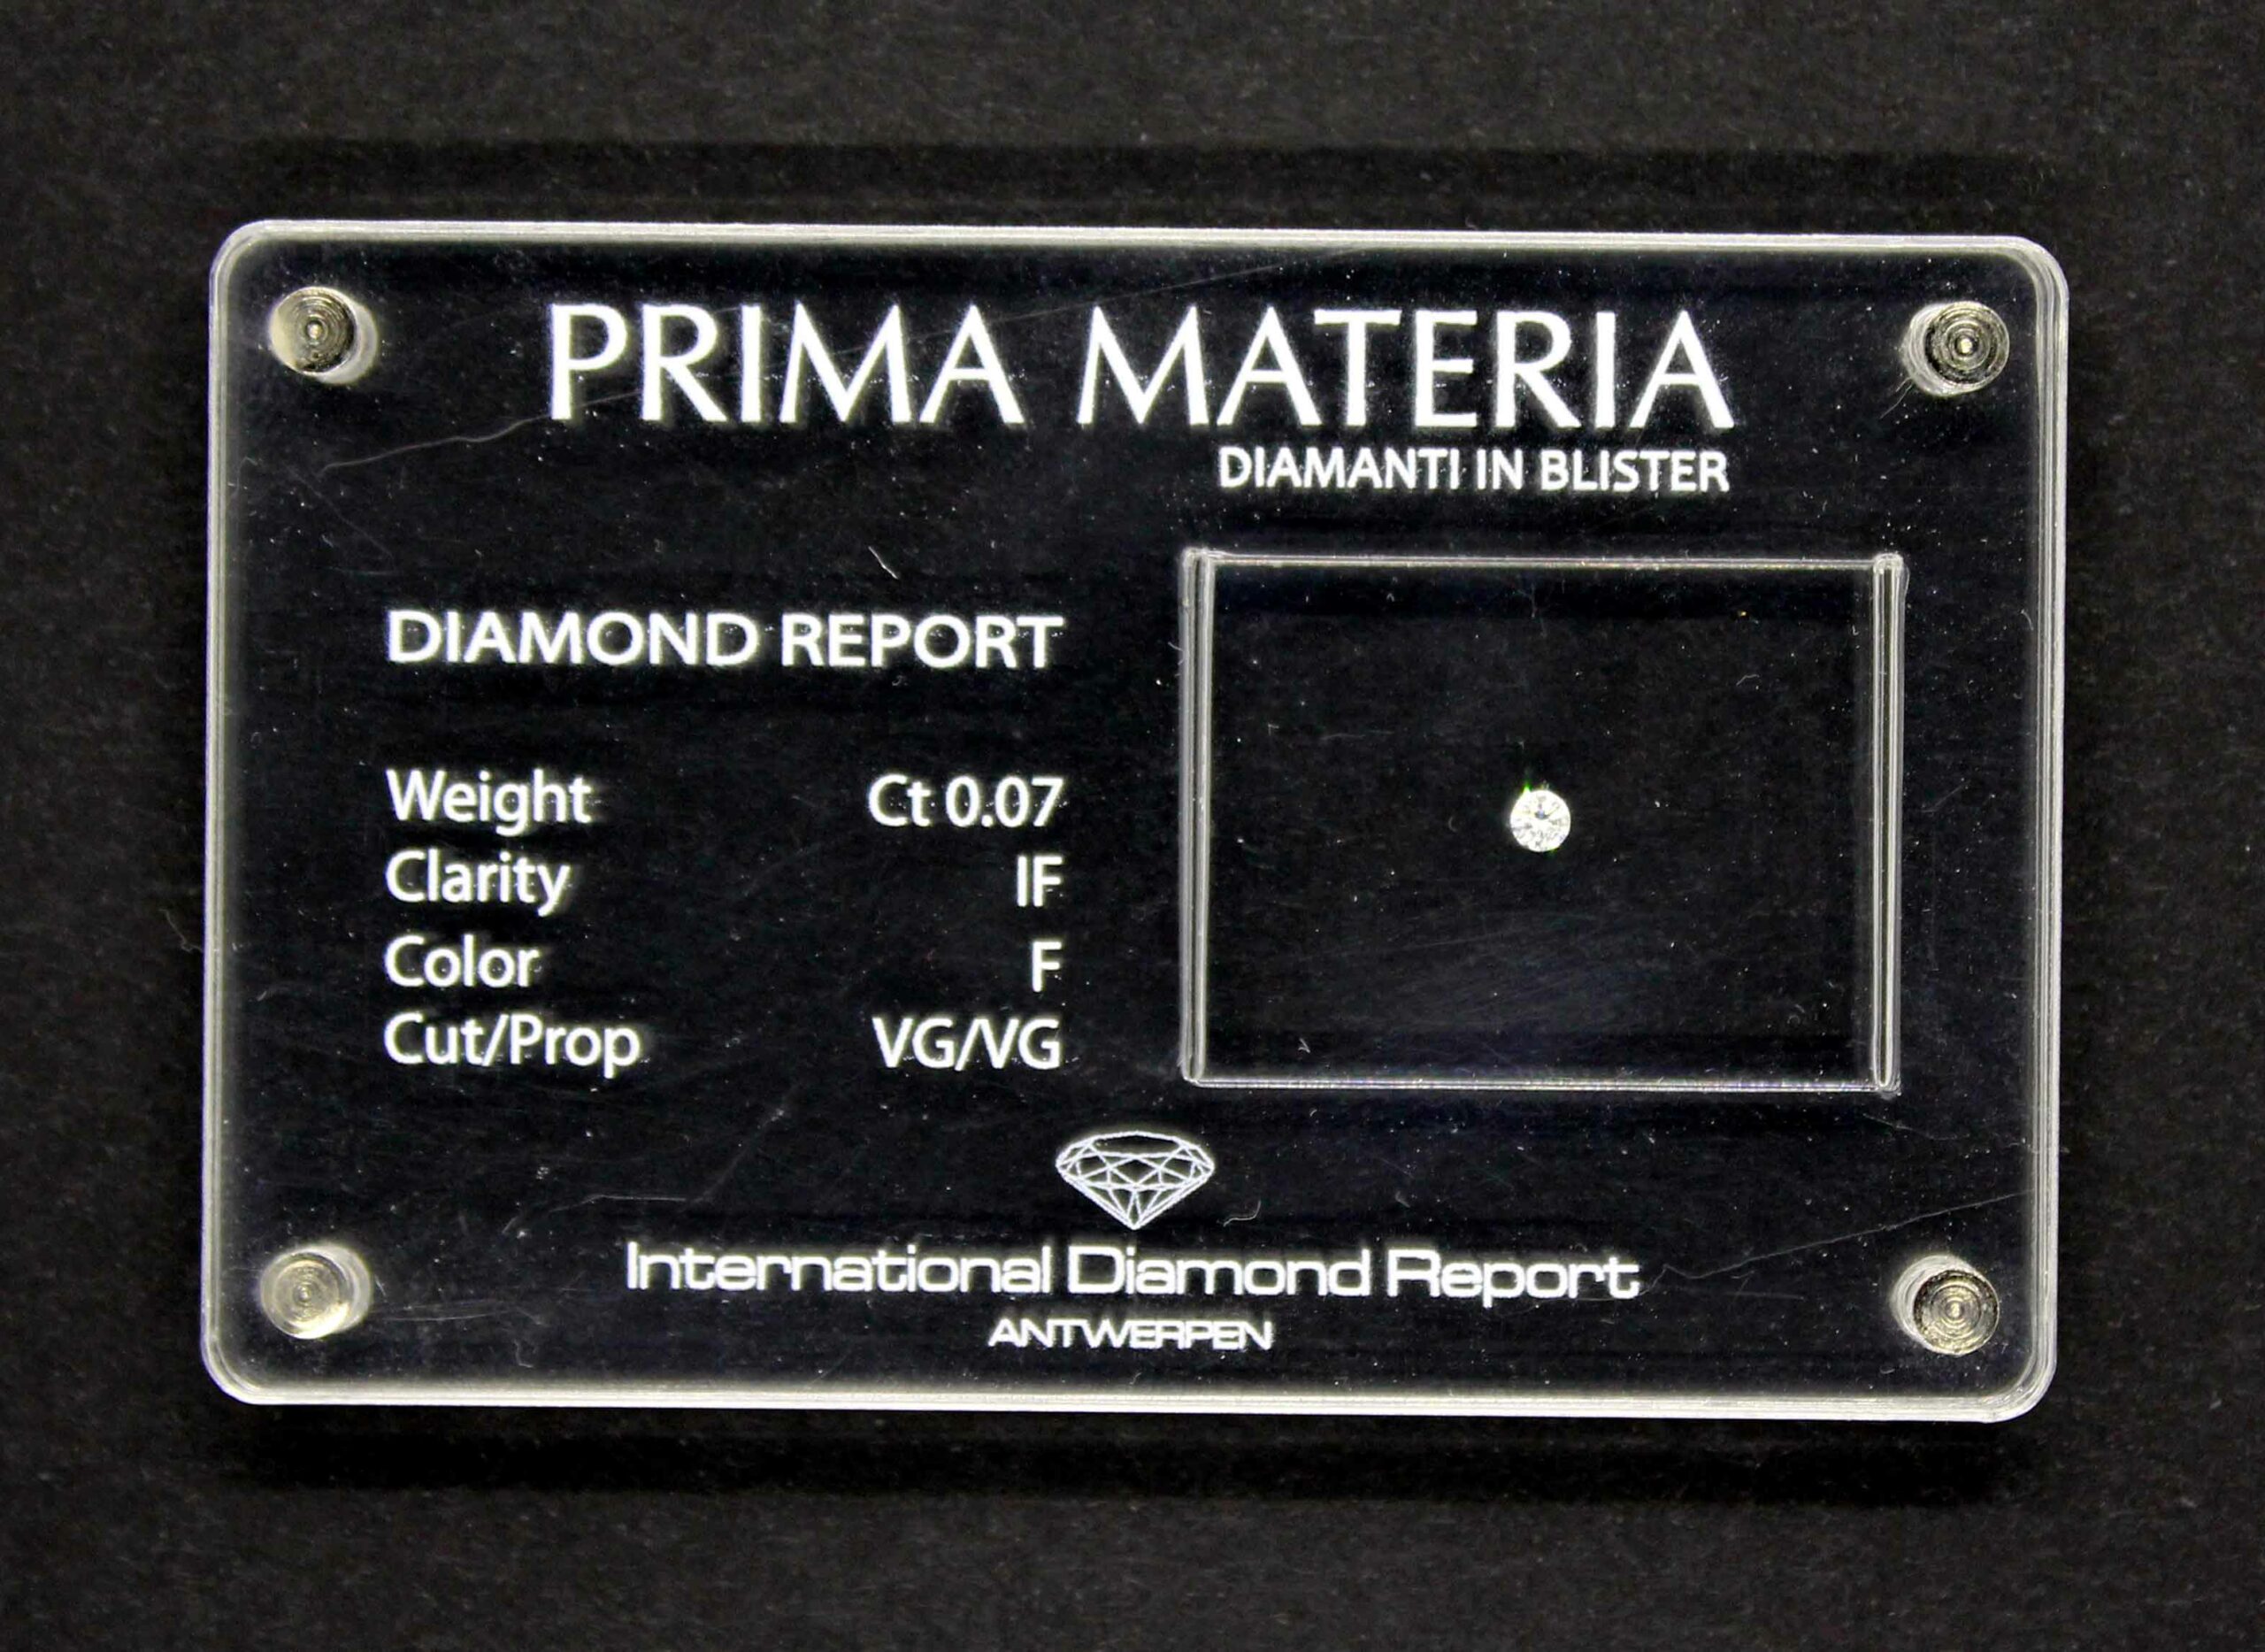 PRIMA MATERIA
DIAMANTI IN BLISTER
DIAMOND REPORT
Weight Ct 0.07
Clarity IF
Color F
Cut/Prop VG/VG
International Diamond Report
ANTWERPEN